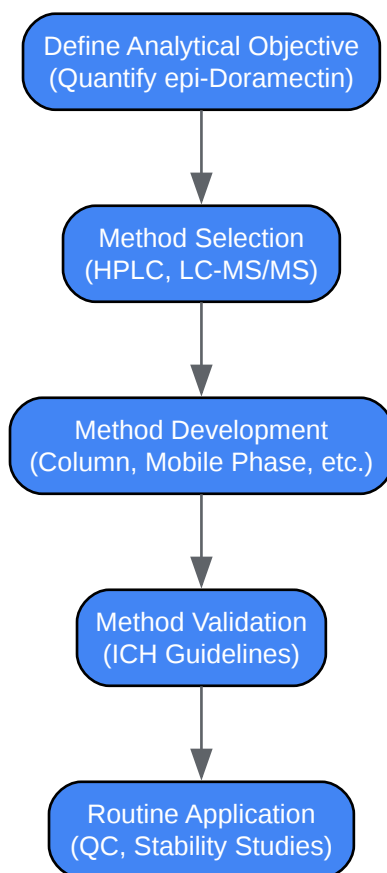 Define Analytical Objective
(Quantify epi-Doramectin)
Method Selection
(HPLC, LC-MS/MS)
Method Development
(Column, Mobile Phase, etc.)
Method Validation
(ICH Guidelines)
Routine Application
(QC, Stability Studies)